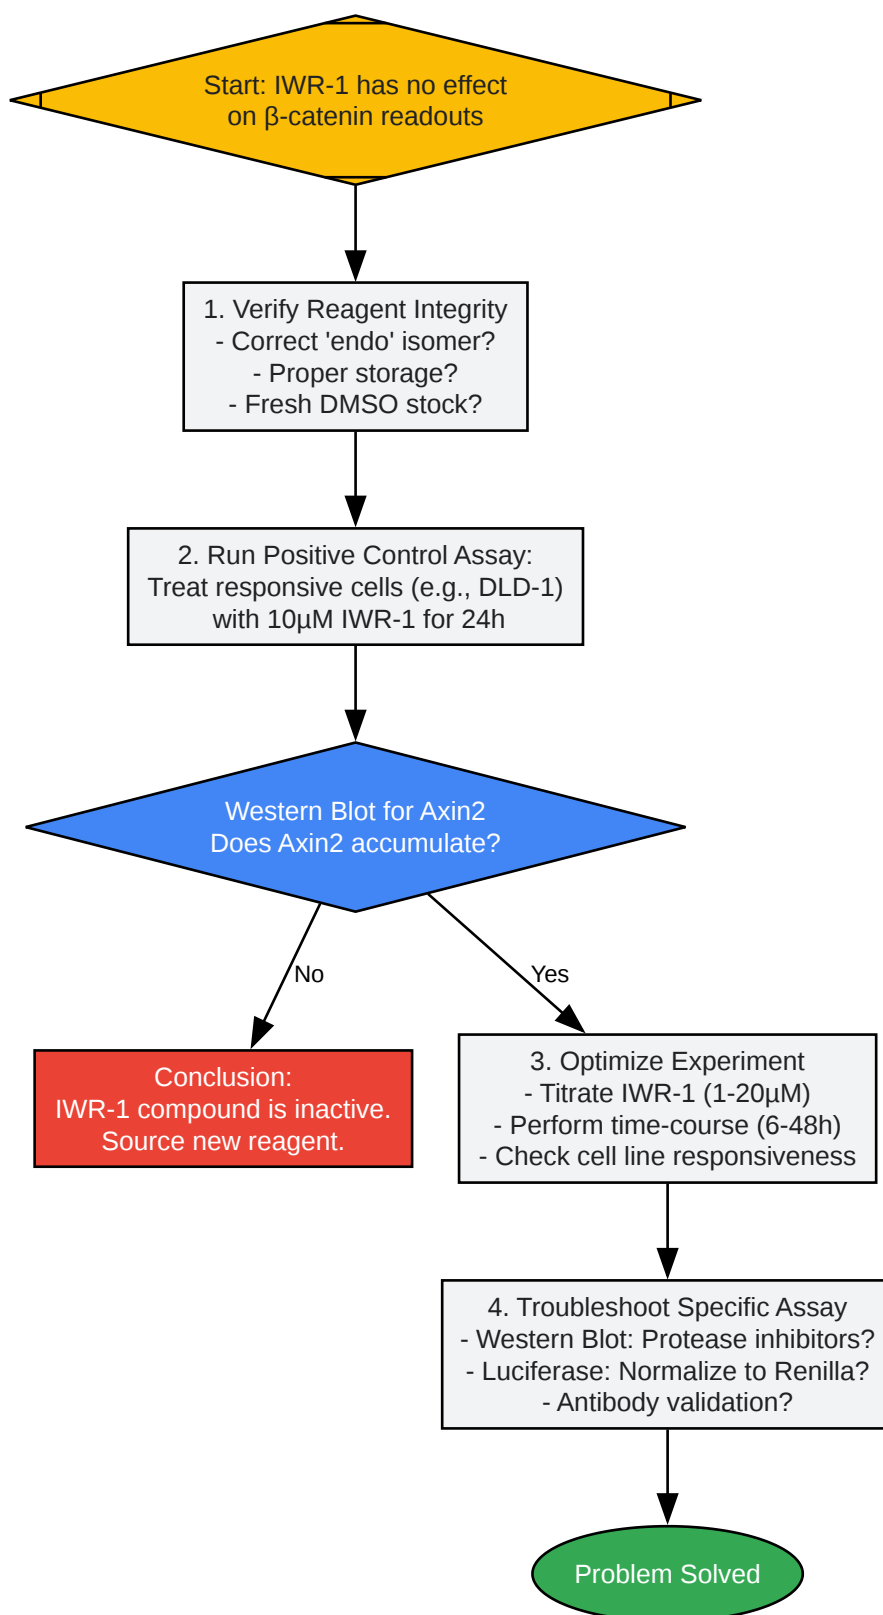 Start: IWR-1 has no effect
on β-catenin readouts
1. Verify Reagent Integrity
- Correct 'endo' isomer?
- Proper storage?
- Fresh DMSO stock?
2. Run Positive Control Assay:
Treat responsive cells (e.g., DLD-1)
with 10µM IWR-1 for 24h
Western Blot for Axin2
Does Axin2 accumulate?
No
Yes
Conclusion:
IWR-1 compound is inactive.
Source new reagent.
3. Optimize Experiment
- Titrate IWR-1 (1-20µM)
- Perform time-course (6-48h)
- Check cell line responsiveness
4. Troubleshoot Specific Assay
- Western Blot: Protease inhibitors?
- Luciferase: Normalize to Renilla?
- Antibody validation?
Problem Solved